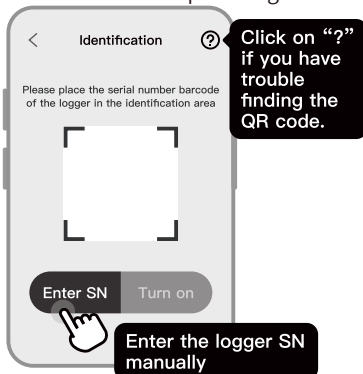 Identification
?
Click on “?”
if you have
trouble
finding the
QR code.
Please place the serial number barcode
of the logger in the identification area
Enter SN
Turn on
Enter the logger SN
manually